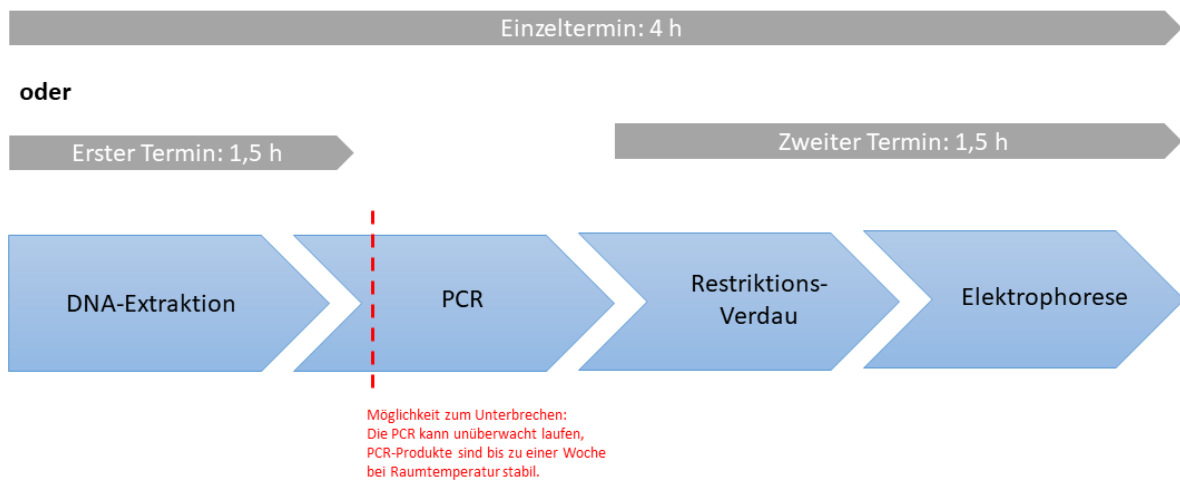 Einzeltermin: 4 h
oder
Erster Termin: 1,5 h
Zweiter Termin: 1,5 h
DNA-Extraktion
PCR
Restriktions-
Verdau
Elektrophorese
Möglichkeit zum Unterbrechen:
Die PCR kann unüberwacht laufen,
PCR-Produkte sind bis zu einer Woche
bei Raumtemperatur stabil.